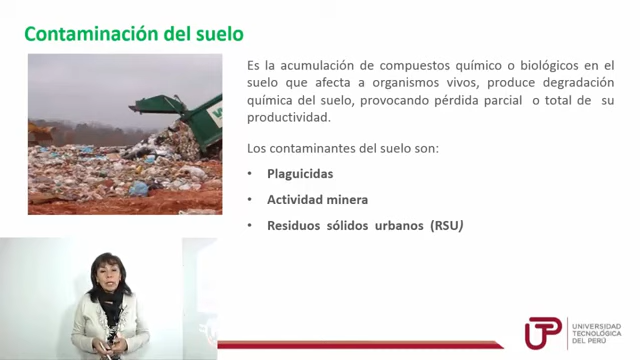 Contaminación del suelo
Es la acumulación de compuestos químico o biológicos en el
suelo que afecta a organismos vivos, produce degradación
química del suelo, provocando pérdida parcial o total de su
productividad.
Los contaminantes del suelo son:
• Plaguicidas
• Actividad minera
• Residuos sólidos urbanos (RSU)
UTP
UNIVERSIDAD
TECNOLÓGICA
DEL PERÚ